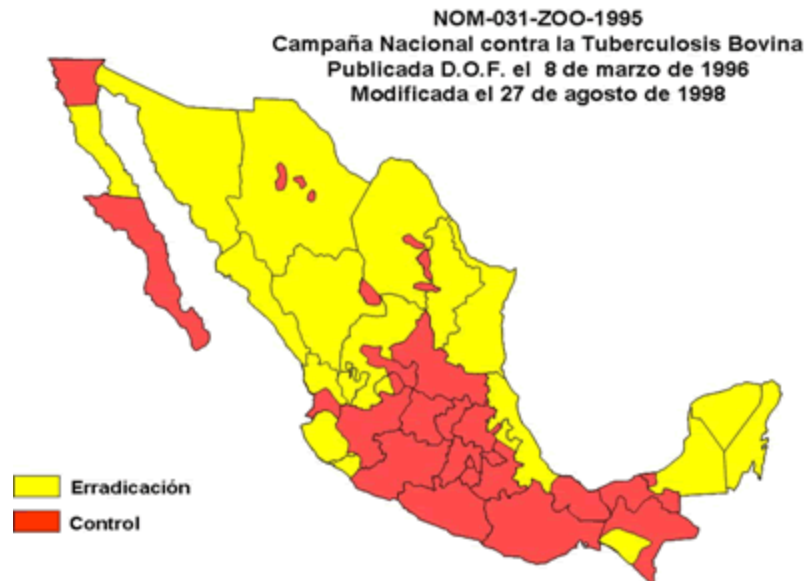 NOM-031-ZOO-1995
Campaña Nacional contra la Tuberculosis Bovina
Publicada D.O.F. el 8 de marzo de 1996
Modificada el 27 de agosto de 1998
Erradicación
Control